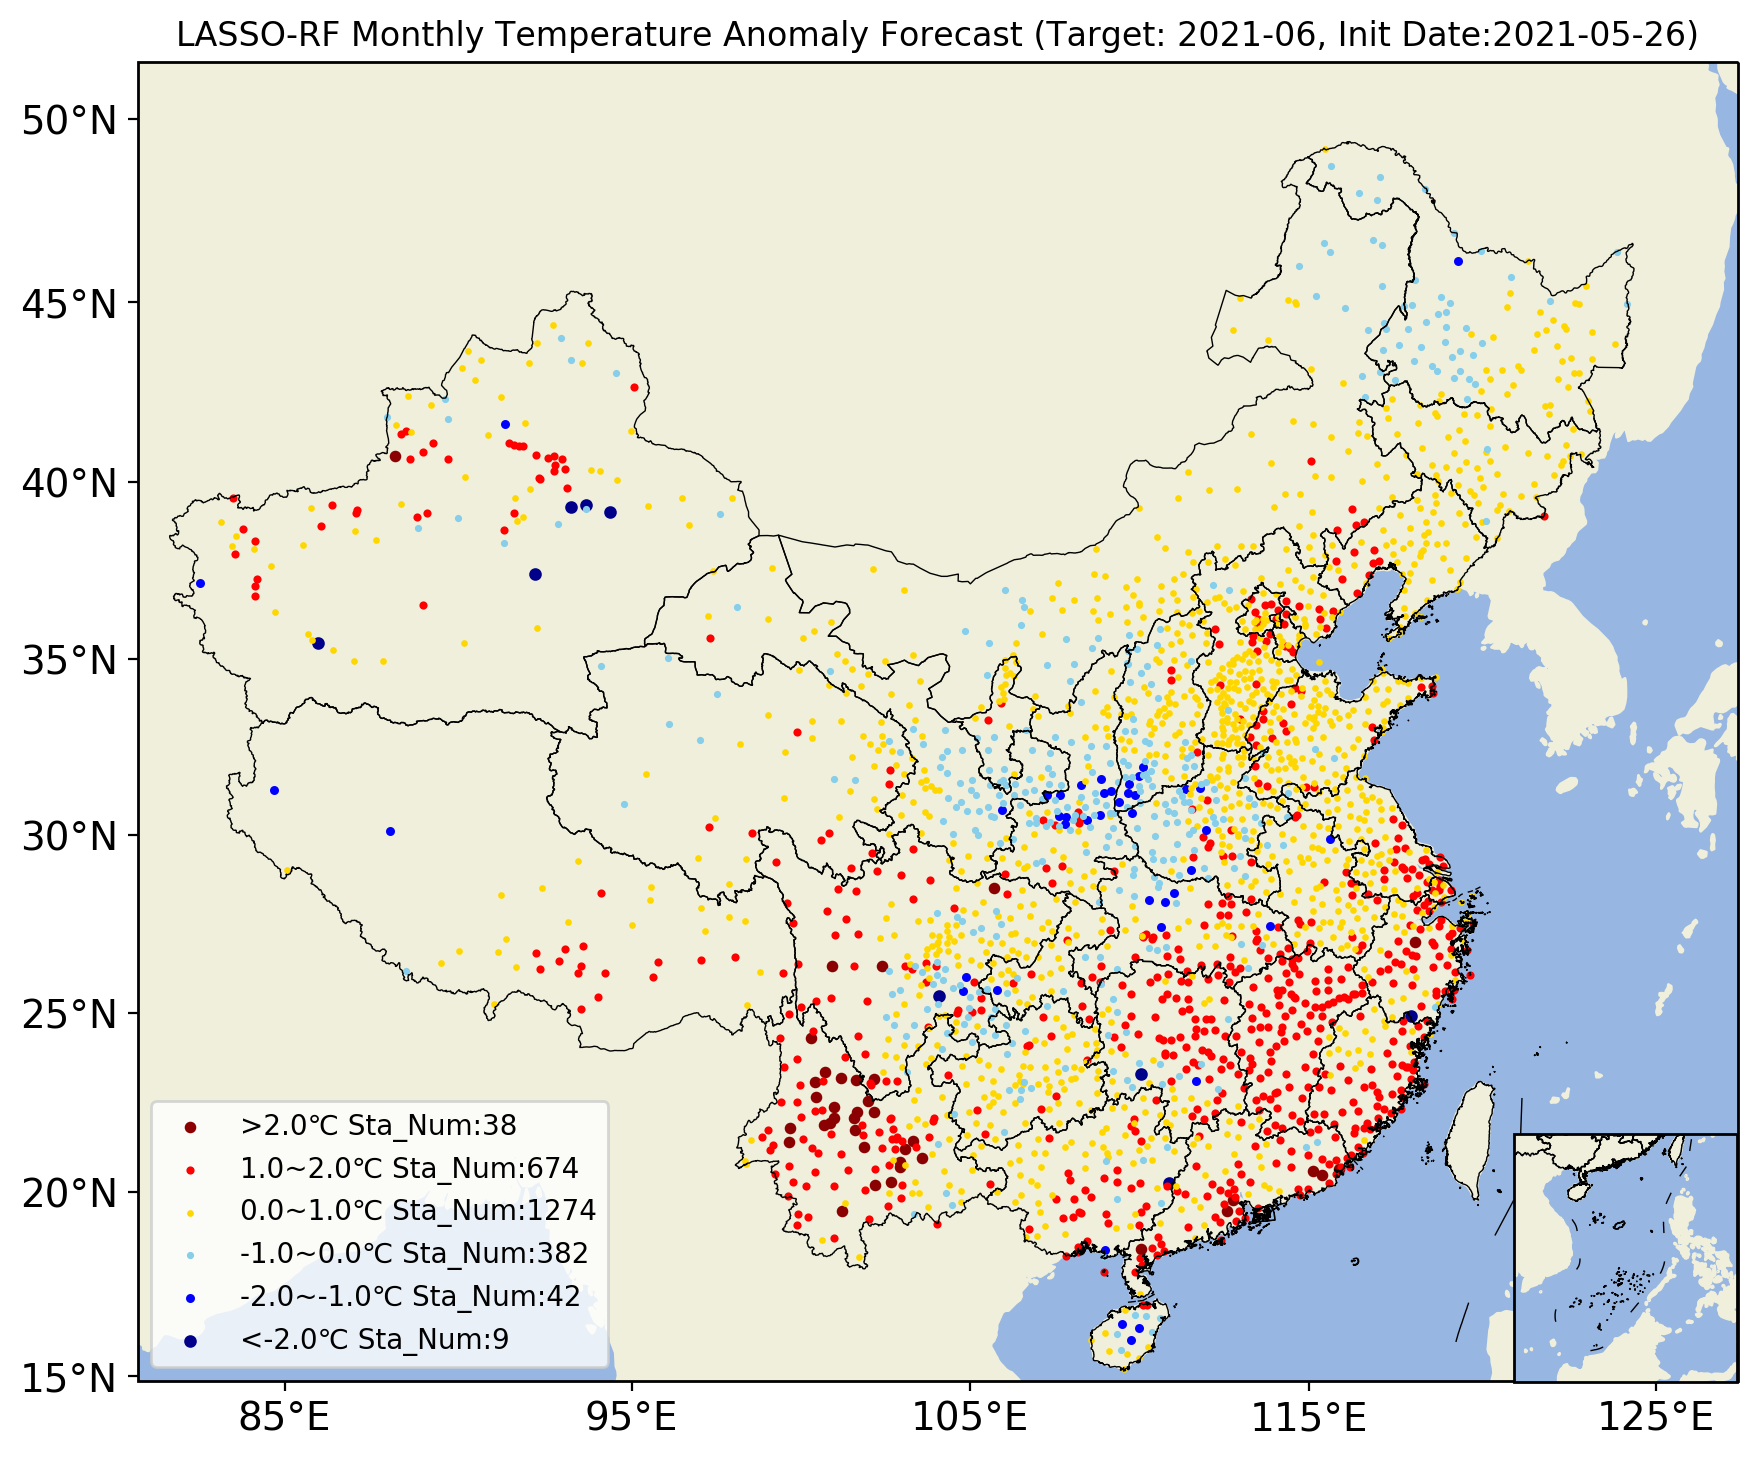 LASSO-RF Monthly Temperature Anomaly Forecast (Target: 2021-06, Init Date:2021-05-26)
50°N
45°N
40°N
35°N
30°N
25°N
20°N
15°N
>2.0℃ Sta_Num:38
1.0~2.0℃ Sta_Num:674
0.0~1.0℃ Sta_Num:1274
-1.0~0.0℃ Sta_Num:382
-2.0~-1.0℃ Sta_Num:42
<-2.0℃ Sta_Num:9
85°E
95°E
105°E
115°E
125°E